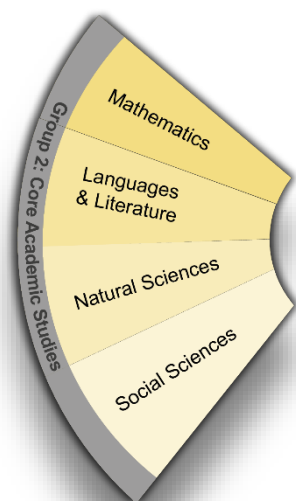 Group 2: Core Academic Studies
Mathematics
Languages
& Literature
Natural Sciences
Social Sciences